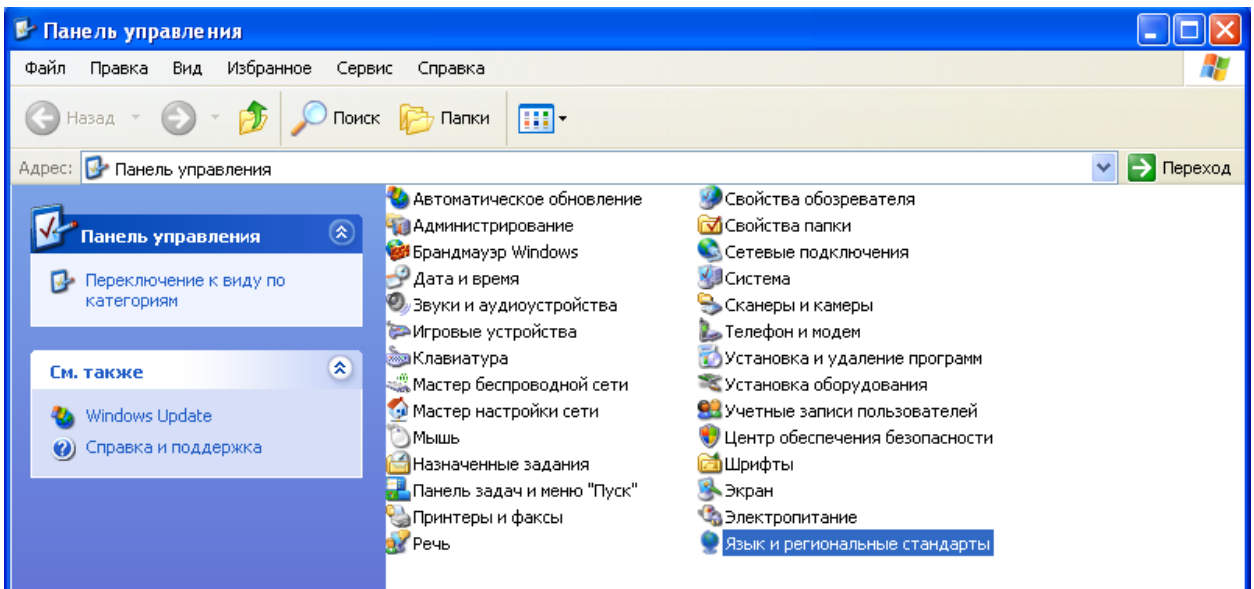 Панель управления
Файл Правка Вид Избранное Сервис Справка
Назад Поиск Папки
Адрес: Панель управления Переход
Панель управления
Переключение к виду по
категориям
См. также
Windows Update
Справка и поддержка
Автоматическое обновление
Администрирование
Брандмауэр Windows
Дата и время
Звуки и аудиоустройства
Игровые устройства
Клавиатура
Мастер беспроводной сети
Мастер настройки сети
Мышь
Назначенные задания
Панель задач и меню "Пуск"
Принтеры и факсы
Речь
Свойства обозревателя
Свойства папки
Сетевые подключения
Система
Сканеры и камеры
Телефон и модем
Установка и удаление программ
Установка оборудования
Учетные записи пользователей
Центр обеспечения безопасности
Шрифты
Экран
Электропитание
Язык и региональные стандарты